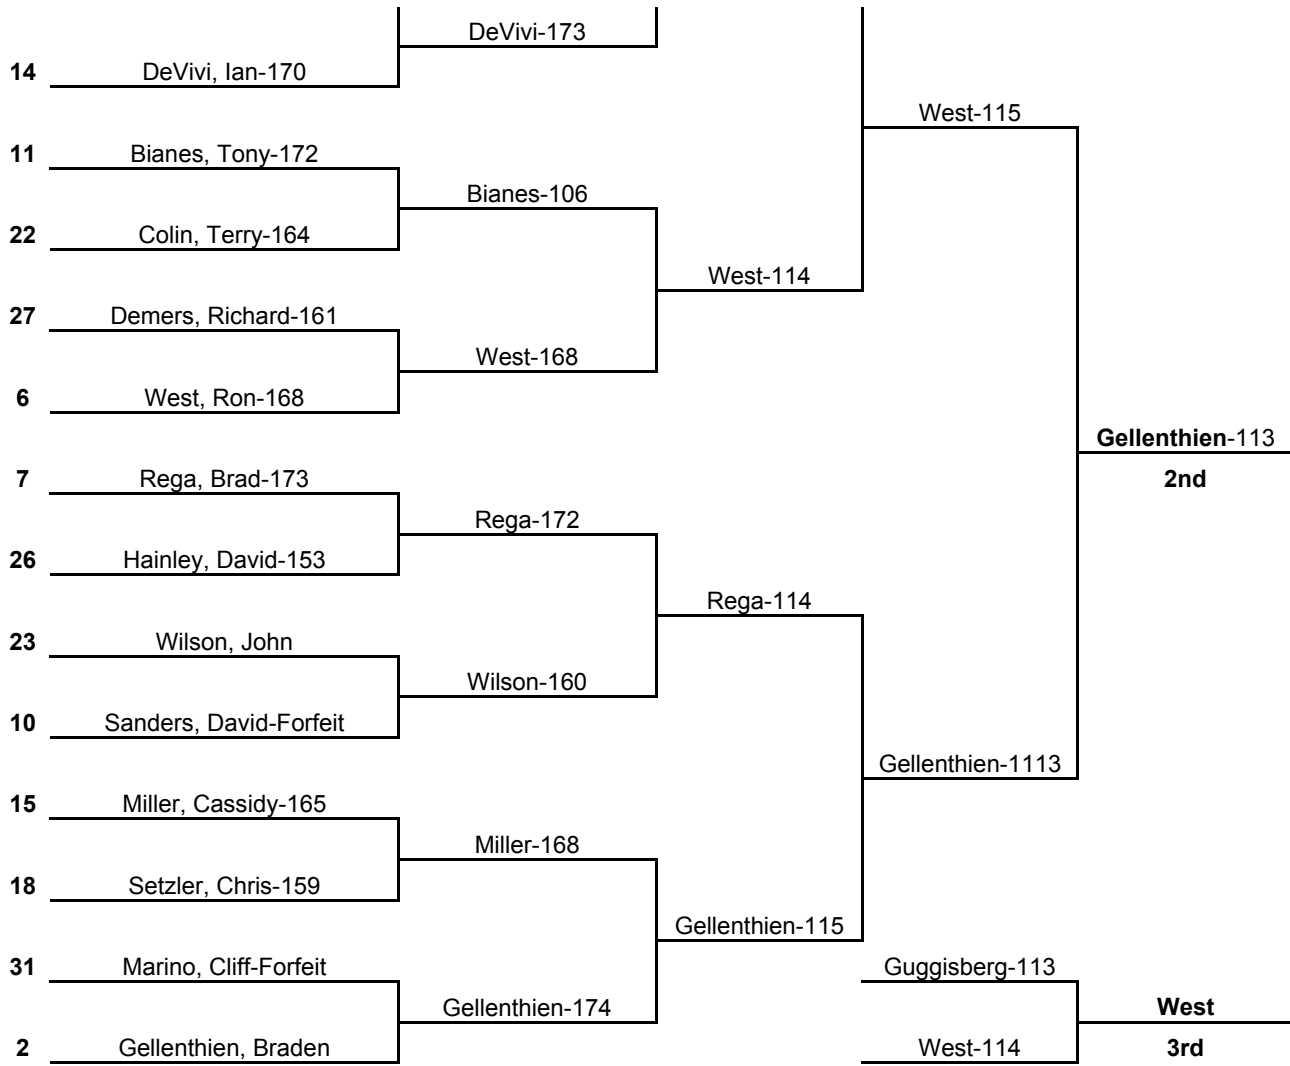 DeVivi-173
14 DeVivi, Ian-170
West-115
11 Bianes, Tony-172
Bianes-106
22 Colin, Terry-164
West-114
27 Demers, Richard-161
West-168
6 West, Ron-168
Gellenthien-113
7 Rega, Brad-173
2nd
Rega-172
26 Hainley, David-153
Rega-114
23 Wilson, John
Wilson-160
10 Sanders, David-Forfeit
Gellenthien-1113
15 Miller, Cassidy-165
Miller-168
18 Setzler, Chris-159
Gellenthien-115
31 Marino, Cliff-Forfeit
Guggisberg-113
Gellenthien-174
West
2 Gellenthien, Braden
West-114
3rd